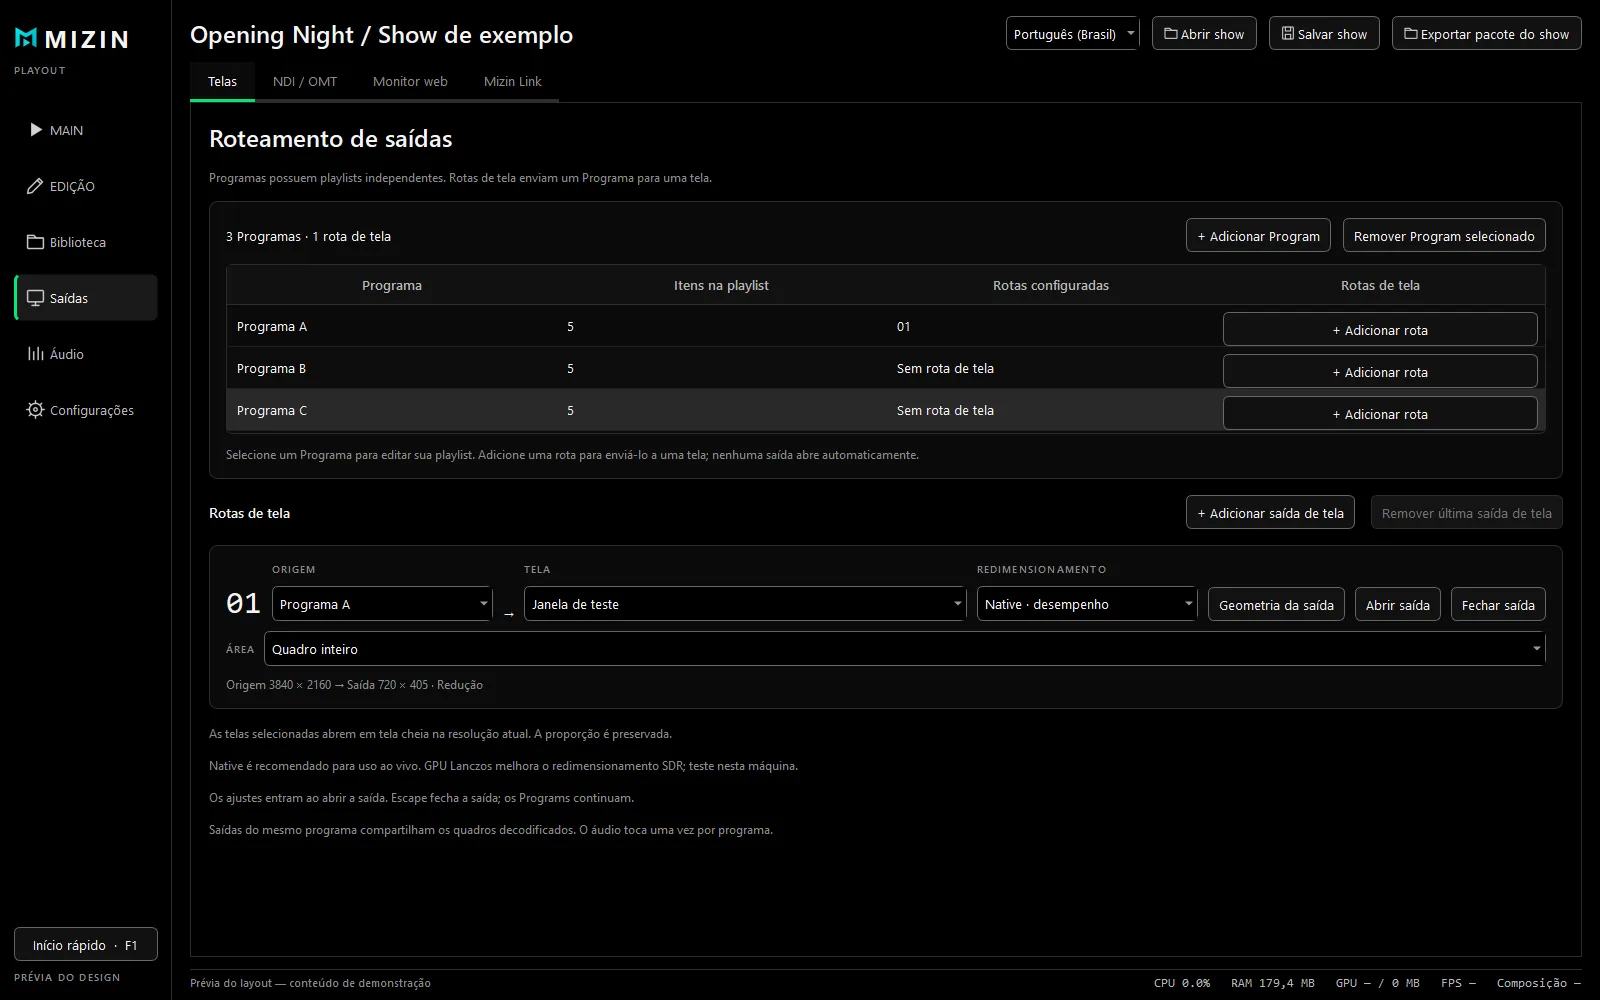 MIZIN
PLAYOUT
MAIN
EDIÇÃO
Biblioteca
Saídas
Áudio
Configurações
Início rápido · F1
PRÉVIA DO DESIGN
Opening Night / Show de exemplo
Português (Brasil)
Abrir show
Salvar show
Exportar pacote do show
Telas
NDI / OMT
Monitor web
Mizin Link
Roteamento de saídas
Programas possuem playlists independentes. Rotas de tela enviam um Programa para uma tela.
3 Programas · 1 rota de tela
+ Adicionar Program
Remover Program selecionado
Programa Itens na playlist Rotas configuradas Rotas de tela
Programa A 5 01 + Adicionar rota
Programa B 5 Sem rota de tela + Adicionar rota
Programa C 5 Sem rota de tela + Adicionar rota
Selecione um Programa para editar sua playlist. Adicione uma rota para enviá-lo a uma tela; nenhuma saída abre automaticamente.
Rotas de tela
+ Adicionar saída de tela
Remover última saída de tela
ORIGEM TELA REDIMENSIONAMENTO
01 Programa A → Janela de teste Native · desempenho Geometria da saída Abrir saída Fechar saída
ÁREA Quadro inteiro
Origem 3840 × 2160 → Saída 720 × 405 · Redução
As telas selecionadas abrem em tela cheia na resolução atual. A proporção é preservada.
Native é recomendado para uso ao vivo. GPU Lanczos melhora o redimensionamento SDR; teste nesta máquina.
Os ajustes entram ao abrir a saída. Escape fecha a saída; os Programs continuam.
Saídas do mesmo programa compartilham os quadros decodificados. O áudio toca uma vez por programa.
Prévia do layout — conteúdo de demonstração
CPU 0.0% RAM 179,4 MB GPU — / 0 MB FPS — Composição —